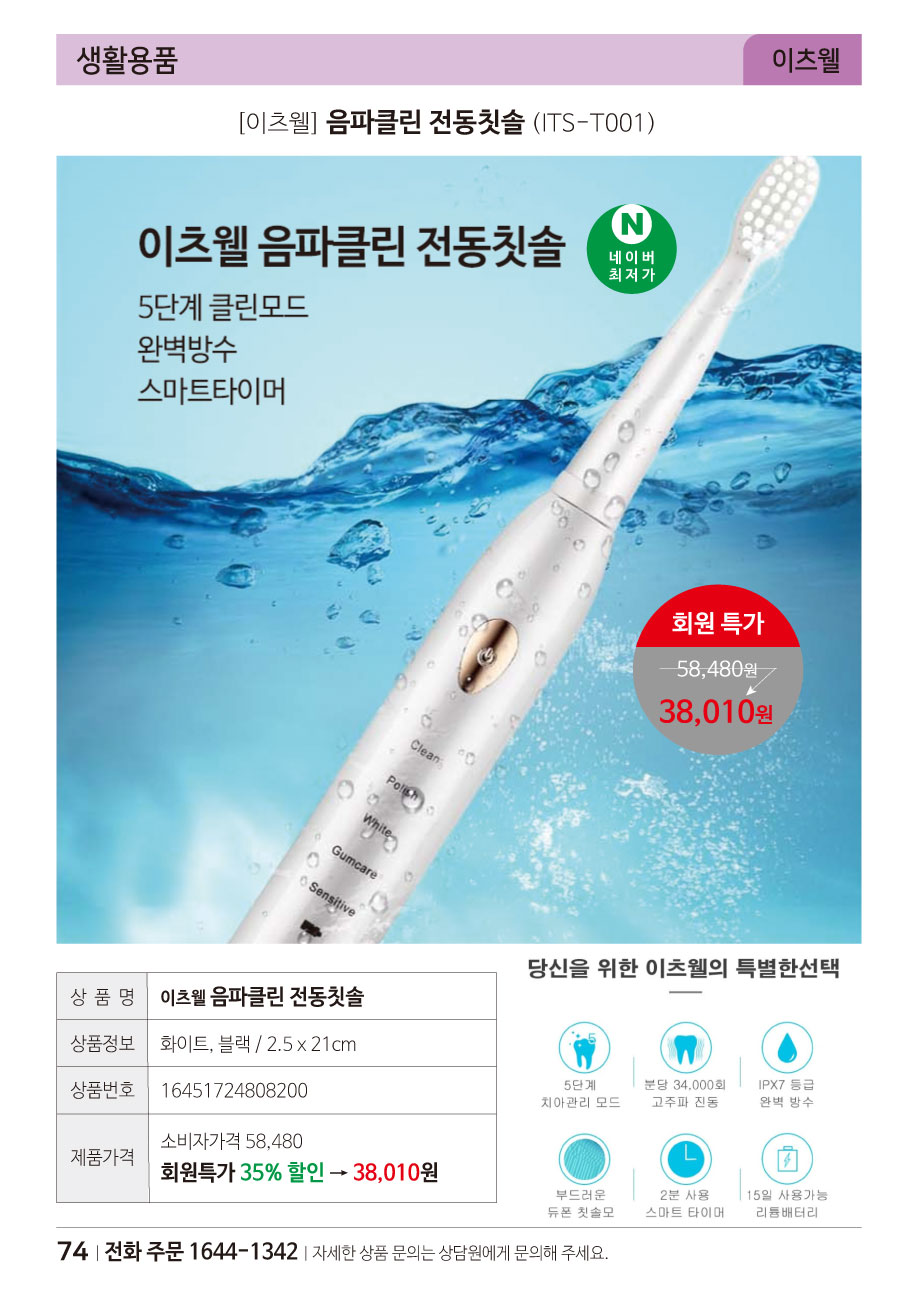 생활용품
이츠웰
[이츠웰] 음파클린 전동칫솔 (ITS-T001)
이츠웰 음파클린 전동칫솔
N
네이버
최저가
5단계 클린모드
완벽방수
스마트타이머
회원 특가
58,480원
38,010원
Clean
Polish
White
Gumcare
Sensitive
상 품 명 이츠웰 음파클린 전동칫솔
상품정보 화이트, 블랙 / 2.5 x 21cm
상품번호 16451724808200
제품가격 소비자가격 58,480
회원특가 35% 할인 → 38,010원
당신을 위한 이츠웰의 특별한선택
5
5단계
치아관리 모드
분당 34,000회
고주파 진동
IPX7 등급
완벽 방수
부드러운
듀폰 칫솔모
2분 사용
스마트 타이머
15일 사용가능
리튬배터리
74 | 전화 주문 1644-1342 | 자세한 상품 문의는 상담원에게 문의해 주세요.